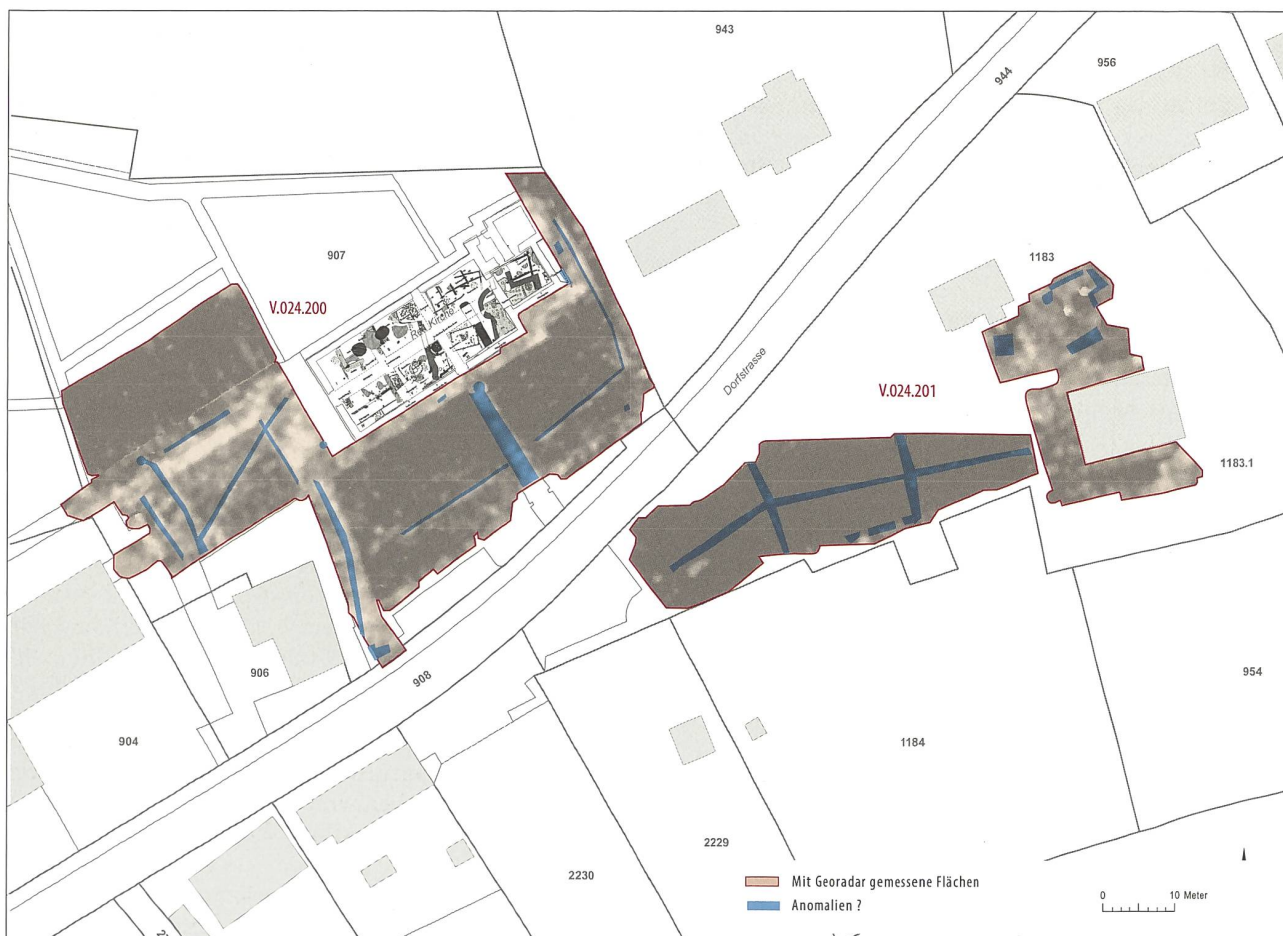 943
944
956
907
V.024.200
Ref. Kirche
1183
Dorfstrasse
V.024.201
1183.1
906
908
904
1184
954
2229
2230
Mit Georadar gemessene Flächen
Anomalien ?
0 10 Meter